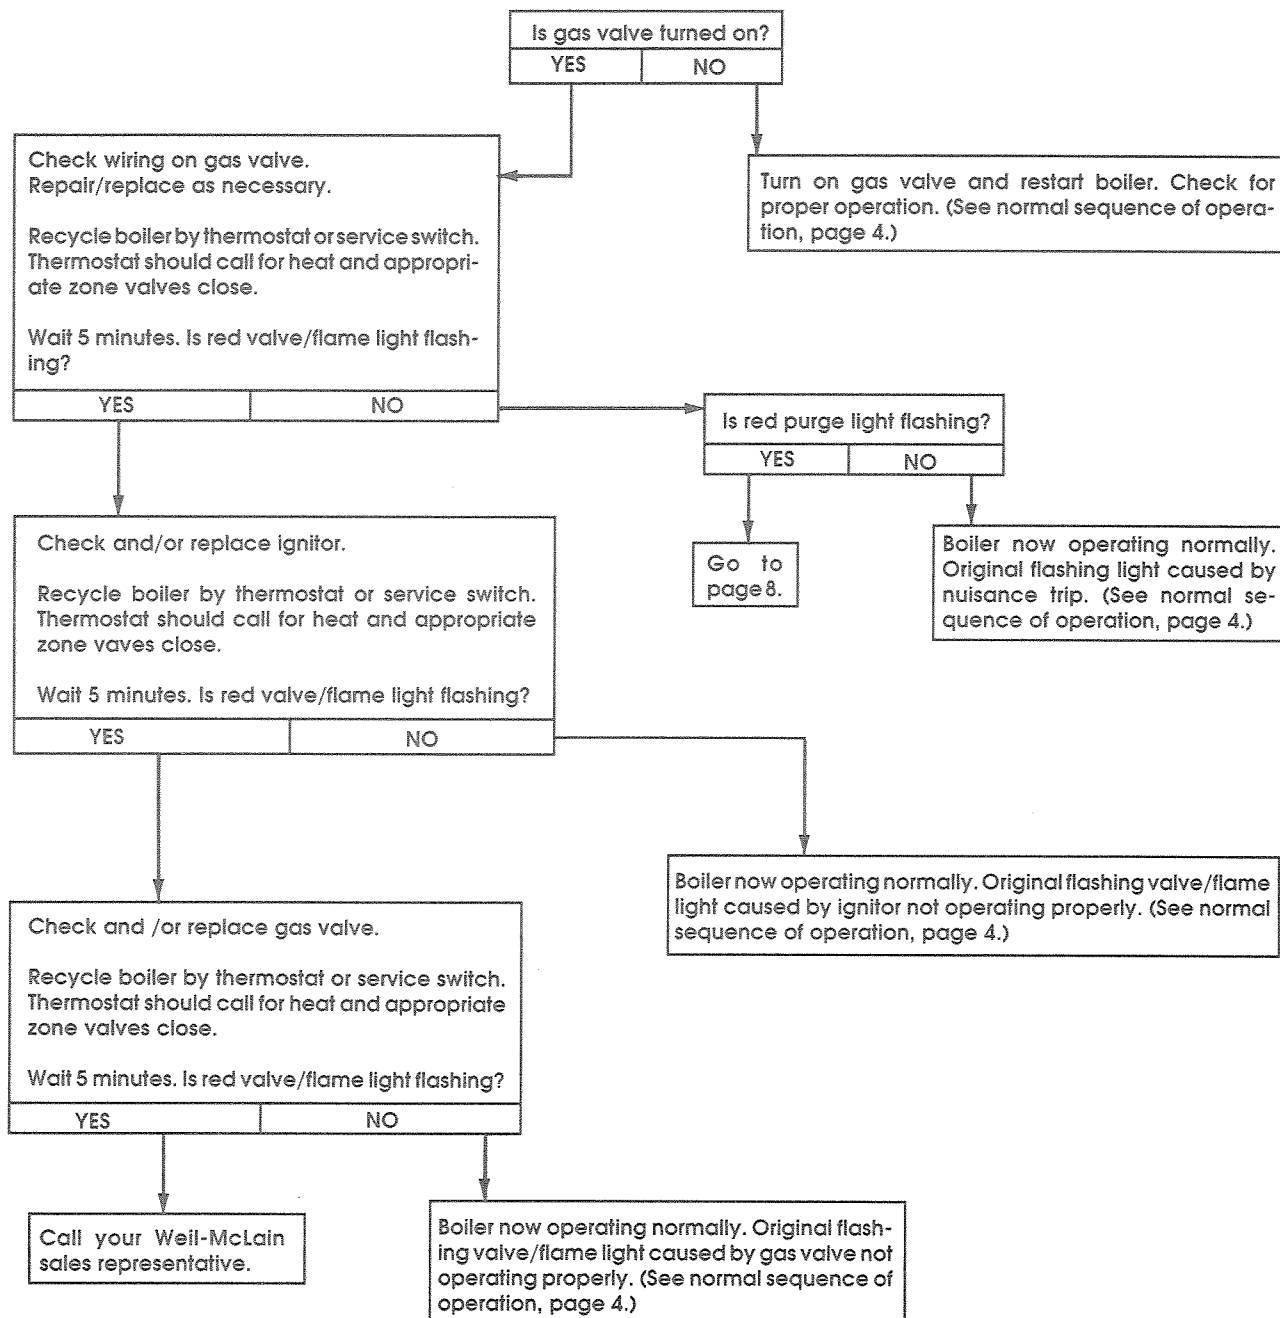 Is gas valve turned on?
YES NO
Check wiring on gas valve.
Repair/replace as necessary.
Recycle boiler by thermostat or service switch.
Thermostat should call for heat and appropri-
ate zone valves close.
Wait 5 minutes. Is red valve/flame light flash-
ing?
YES NO
Turn on gas valve and restart boiler. Check for
proper operation. (See normal sequence of opera-
tion, page 4.)
Is red purge light flashing?
YES NO
Go to
page 8.
Boiler now operating normally.
Original flashing light caused by
nuisance trip. (See normal se-
quence of operation, page 4.)
Check and/or replace ignitor.
Recycle boiler by thermostat or service switch.
Thermostat should call for heat and appropriate
zone vaves close.
Wait 5 minutes. Is red valve/flame light flashing?
YES NO
Boiler now operating normally. Original flashing valve/flame
light caused by ignitor not operating properly. (See normal
sequence of operation, page 4.)
Check and /or replace gas valve.
Recycle boiler by thermostat or service switch.
Thermostat should call for heat and appropriate
zone valves close.
Wait 5 minutes. Is red valve/flame light flashing?
YES NO
Call your Weil-McLain
sales representative.
Boiler now operating normally. Original flash-
ing valve/flame light caused by gas valve not
operating properly. (See normal sequence of
operation, page 4.)